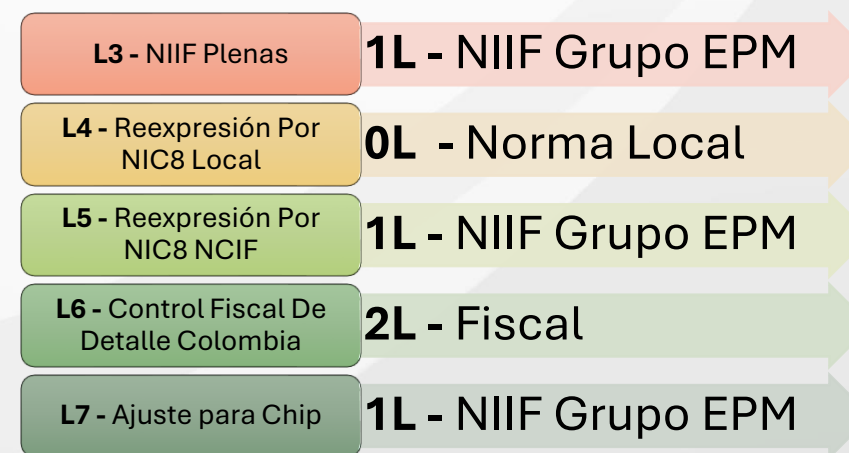 L3 - NIIF Plenas
1L - NIIF Grupo EPM
L4 - Reexpresión Por
NIC8 Local
0L - Norma Local
L5 - Reexpresión Por
NIC8 NCIF
1L - NIIF Grupo EPM
L6 - Control Fiscal De
Detalle Colombia
2L - Fiscal
L7 - Ajuste para Chip
1L - NIIF Grupo EPM